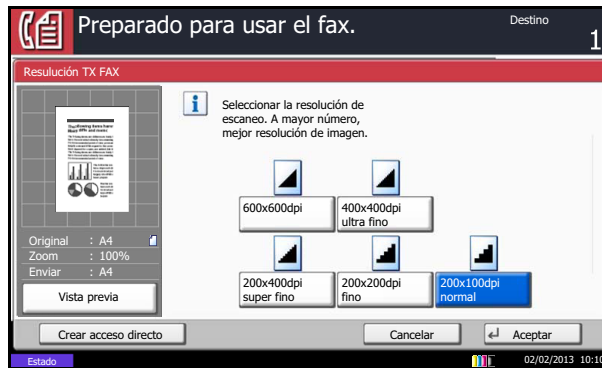 Preparado para usar el fax.
Destino
1
Resulución TX FAX
Seleccionar la resolución de
escaneo. A mayor número,
mejor resolución de imagen.
600x600dpi
400x400dpi
ultra fino
200x400dpi
super fino
200x200dpi
fino
200x100dpi
normal
Original : A4
Zoom : 100%
Enviar : A4
Vista previa
Crear acceso directo
Cancelar
Aceptar
Estado
02/02/2013 10:10